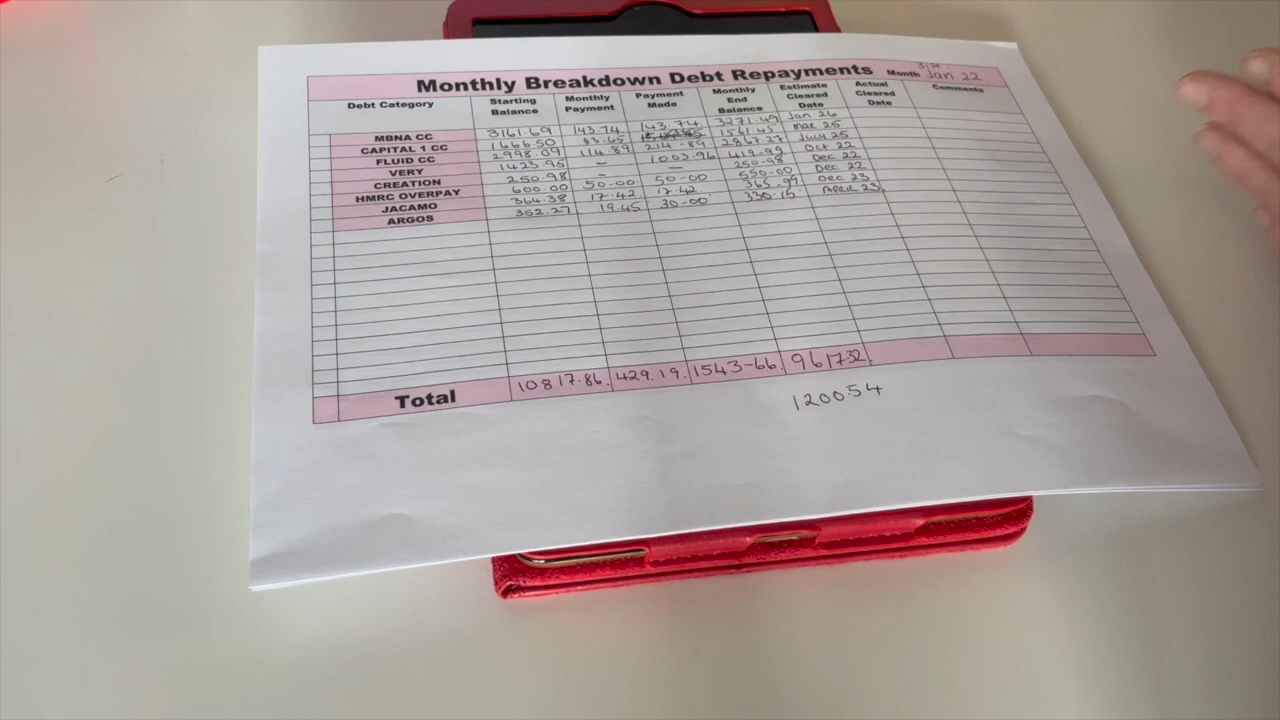 Monthly Breakdown Debt Repayments Month 31st Jan 22
Debt Category Starting Balance Monthly Payment Payment Made Monthly End Balance Estimate Cleared Date Actual Cleared Date Comments
MBNA CC 3161.69 143.74 143.74 3271.49 Jan 26
CAPITAL 1 CC 1666.50 83.65 1561.45 Mar 25
FLUID CC 2998.09 114.89 214-89 2867.27 July 25
VERY 1423.95 - 1003.96 419.99 Oct 22
CREATION 250.98 - 250-98 Dec 22
HMRC OVERPAY 600.00 50-00 50-00 550-00 Dec 22
JACAMO 364.38 17-42 17-42 365.99 Dec 23
ARGOS 352.27 19.45 30-00 330.15 APRIL 23
Total 10817.86 429.19 1543-66 9617.32
1200.54